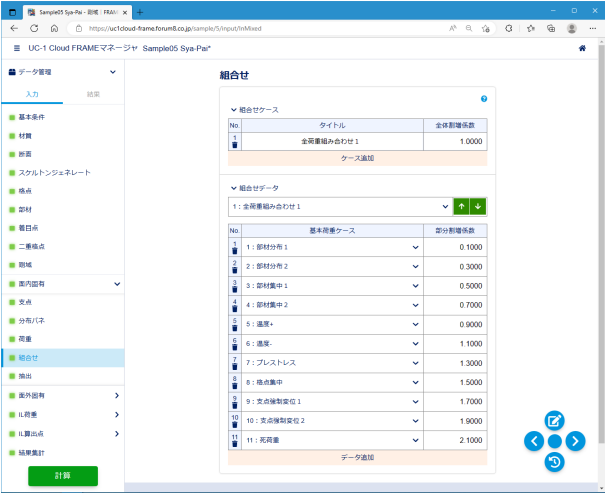 Sample05 Sya-Pai - 剛域 | FRAM
https://uc1cloud-frame.forum8.co.jp/sample/5/input/InMixed
UC-1 Cloud FRAMEマネージャ Sample05 Sya-Pai*
データ管理
入力 結果
基本条件
材質
断面
スケルトンジェネレート
格点
部材
着目点
二重格点
剛域
面内固有
支点
分布バネ
荷重
組合せ
抽出
面外固有
IL荷重
IL算出点
結果集計
計算
組合せ
組合せケース
No. タイトル 全体割増係数
1 全荷重組み合わせ1 1.0000
ケース追加
組合せデータ
1：全荷重組み合わせ1
No. 基本荷重ケース 部分割増係数
1 1：部材分布1 0.1000
2 2：部材分布2 0.3000
3 3：部材集中1 0.5000
4 4：部材集中2 0.7000
5 5：温度+ 0.9000
6 6：温度- 1.1000
7 7：プレストレス 1.3000
8 8：格点集中 1.5000
9 9：支点強制変位1 1.7000
10 10：支点強制変位2 1.9000
11 11：死荷重 2.1000
データ追加